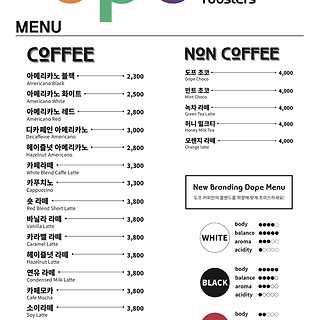 roasters
MENU
COFFEE
아메리카노 블랙 2,300
Americano Black
아메리카노 화이트 2,500
Americano White
아메리카노 레드 2,800
Americano Red
디카페인 아메리카노 3,000
Decaffeine Americano
헤이즐넛 아메리카노 2,800
Hazelnut Americano
카페라떼 3,300
White Blend Caffe Latte
카푸치노 3,300
Cappuccino
숏 라떼 3,800
Red Blend Short Latte
바닐라 라떼 3,800
Vanilla Latte
카라멜 라떼 3,800
Caramel Latte
헤이즐넛 라떼 3,800
Hazelnut Latte
연유 라떼 3,800
Condensed Milk Latte
카페모카 3,800
Cafe Mocha
소이라떼 3,800
Soy Latte
NON COFFEE
도프 초코 4,000
Dope Choco
민트 초코 4,000
Mint Choco
녹차 라떼 4,000
Green Tea Latte
허니 밀크티 4,000
Honey Milk Tea
오렌지 라떼 4,000
Orange latte
New Branding Dope Menu
WHITE
body
balance
aroma
acidity
BLACK
body
balance
aroma
acidity
body
balance